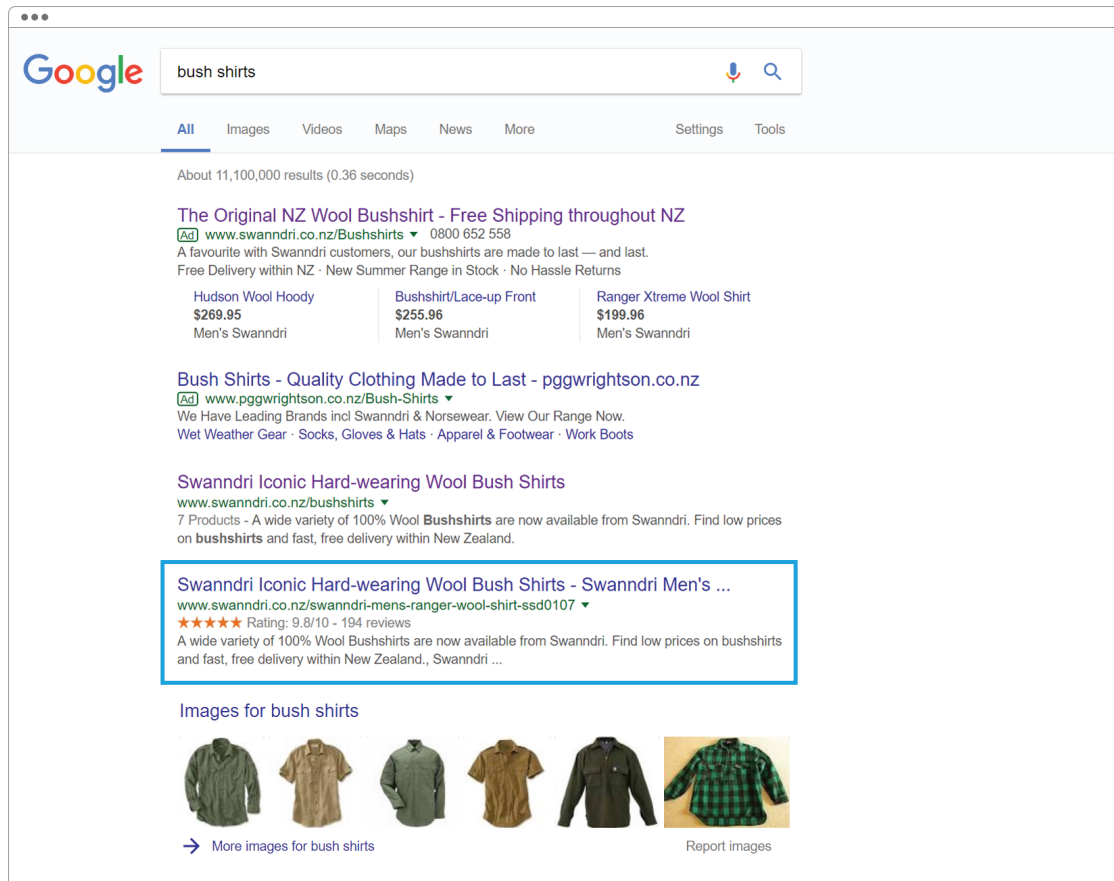 Google
bush shirts
All Images Videos Maps News More Settings Tools
About 11,100,000 results (0.36 seconds)
The Original NZ Wool Bushshirt - Free Shipping throughout NZ
Ad www.swanndri.co.nz/Bushshirts ▼ 0800 652 558
A favourite with Swanndri customers, our bushshirts are made to last — and last.
Free Delivery within NZ · New Summer Range in Stock · No Hassle Returns
Hudson Wool Hoody Bushshirt/Lace-up Front Ranger Xtreme Wool Shirt
$269.95 $255.96 $199.96
Men's Swanndri Men's Swanndri Men's Swanndri
Bush Shirts - Quality Clothing Made to Last - pggwrightson.co.nz
Ad www.pggwrightson.co.nz/Bush-Shirts ▼
We Have Leading Brands incl Swanndri & Norsewear. View Our Range Now.
Wet Weather Gear · Socks, Gloves & Hats · Apparel & Footwear · Work Boots
Swanndri Iconic Hard-wearing Wool Bush Shirts
www.swanndri.co.nz/bushshirts ▼
7 Products - A wide variety of 100% Wool Bushshirts are now available from Swanndri. Find low prices
on bushshirts and fast, free delivery within New Zealand.
Swanndri Iconic Hard-wearing Wool Bush Shirts - Swanndri Men's ...
www.swanndri.co.nz/swanndri-mens-ranger-wool-shirt-ssd0107 ▼
★★★★★ Rating: 9.8/10 - 194 reviews
A wide variety of 100% Wool Bushshirts are now available from Swanndri. Find low prices on bushshirts
and fast, free delivery within New Zealand., Swanndri ...
Images for bush shirts
More images for bush shirts Report images